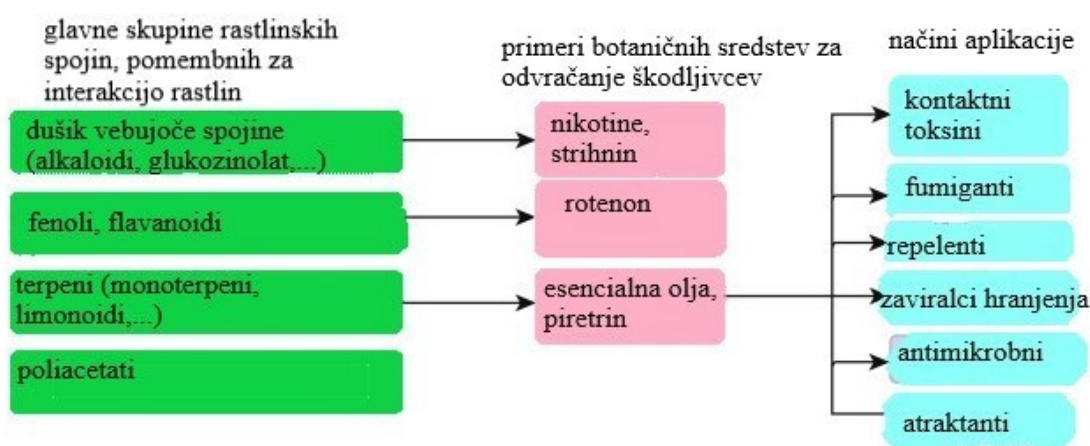 glavne skupine rastlinskih
spojin, pomembnih za
interakcijo rastlin
dušik vebujoče spojine
(alkaloidi, glukozinolat,...)
fenoli, flavanoidi
terpeni (monoterpeni,
limonoidi,...)
poliacetati
primeri botaničnih sredstev za
odvračanje škodljivcev
nikotine,
strihnin
rotenon
esencialna olja,
piretrin
načini aplikacije
kontaktni
toksini
fumiganti
repelenti
zaviralci hranjenja
antimikrobni
atraktanti